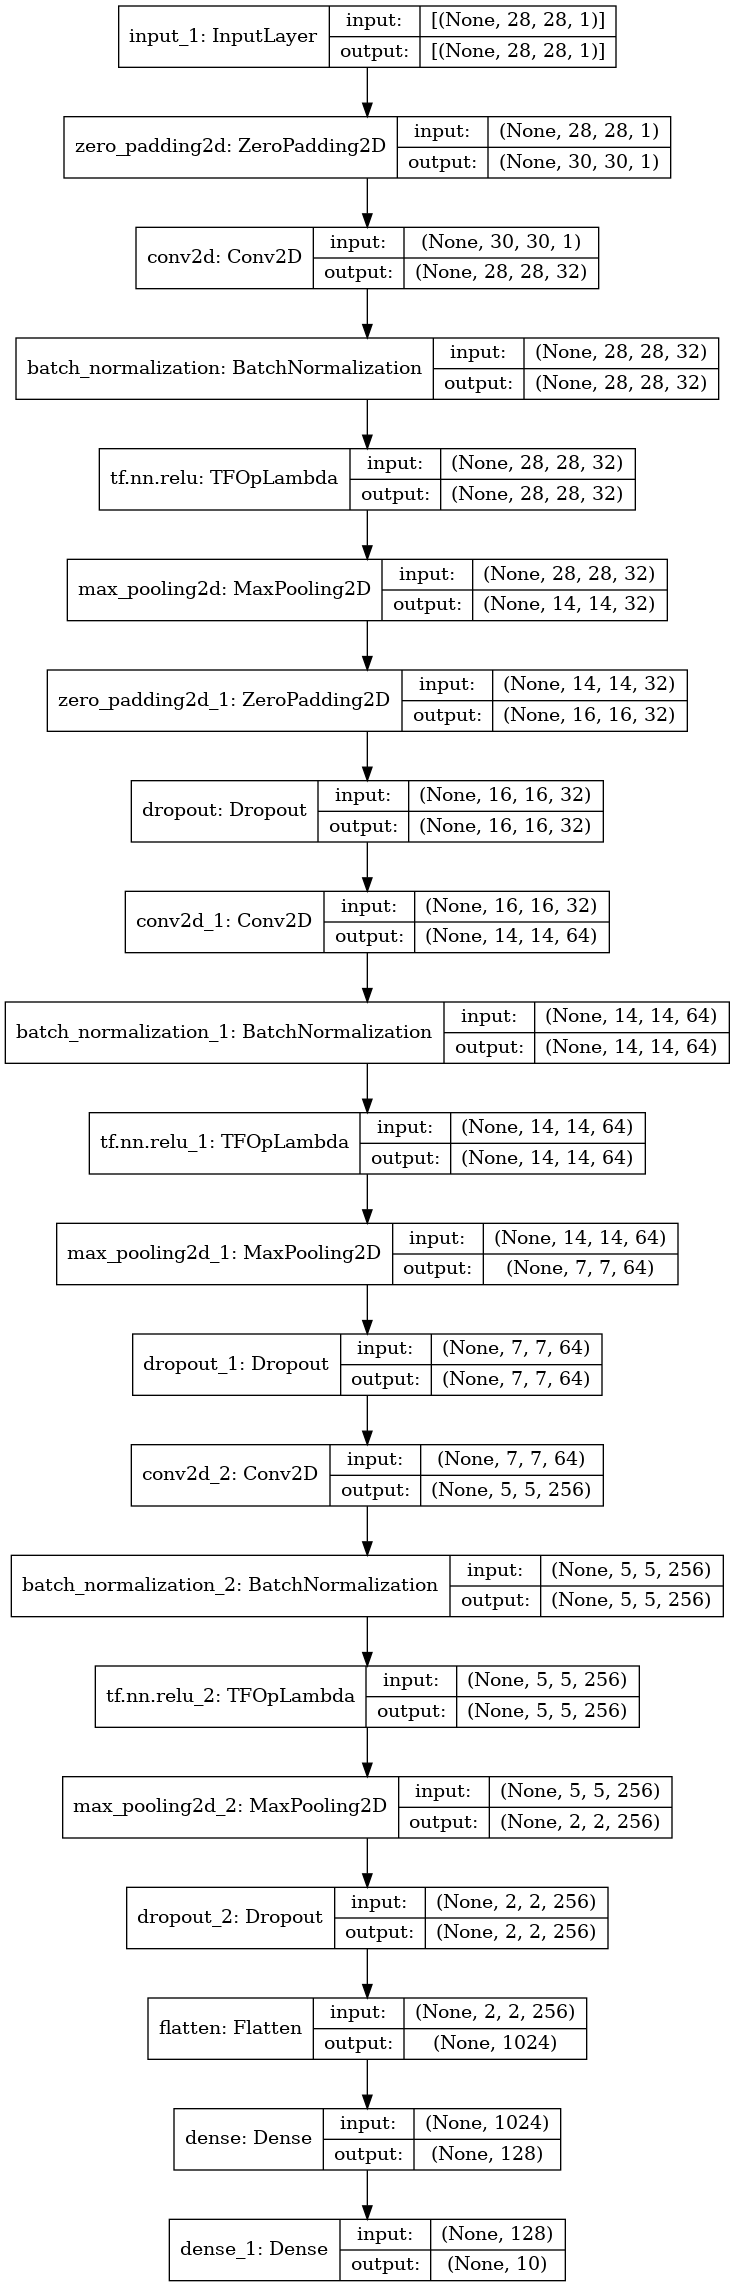 input_1: InputLayer
input: [(None, 28, 28, 1)]
output: [(None, 28, 28, 1)]
zero_padding2d: ZeroPadding2D
input: (None, 28, 28, 1)
output: (None, 30, 30, 1)
conv2d: Conv2D
input: (None, 30, 30, 1)
output: (None, 28, 28, 32)
batch_normalization: BatchNormalization
input: (None, 28, 28, 32)
output: (None, 28, 28, 32)
tf.nn.relu: TFOpLambda
input: (None, 28, 28, 32)
output: (None, 28, 28, 32)
max_pooling2d: MaxPooling2D
input: (None, 28, 28, 32)
output: (None, 14, 14, 32)
zero_padding2d_1: ZeroPadding2D
input: (None, 14, 14, 32)
output: (None, 16, 16, 32)
dropout: Dropout
input: (None, 16, 16, 32)
output: (None, 16, 16, 32)
conv2d_1: Conv2D
input: (None, 16, 16, 32)
output: (None, 14, 14, 64)
batch_normalization_1: BatchNormalization
input: (None, 14, 14, 64)
output: (None, 14, 14, 64)
tf.nn.relu_1: TFOpLambda
input: (None, 14, 14, 64)
output: (None, 14, 14, 64)
max_pooling2d_1: MaxPooling2D
input: (None, 14, 14, 64)
output: (None, 7, 7, 64)
dropout_1: Dropout
input: (None, 7, 7, 64)
output: (None, 7, 7, 64)
conv2d_2: Conv2D
input: (None, 7, 7, 64)
output: (None, 5, 5, 256)
batch_normalization_2: BatchNormalization
input: (None, 5, 5, 256)
output: (None, 5, 5, 256)
tf.nn.relu_2: TFOpLambda
input: (None, 5, 5, 256)
output: (None, 5, 5, 256)
max_pooling2d_2: MaxPooling2D
input: (None, 5, 5, 256)
output: (None, 2, 2, 256)
dropout_2: Dropout
input: (None, 2, 2, 256)
output: (None, 2, 2, 256)
flatten: Flatten
input: (None, 2, 2, 256)
output: (None, 1024)
dense: Dense
input: (None, 1024)
output: (None, 128)
dense_1: Dense
input: (None, 128)
output: (None, 10)